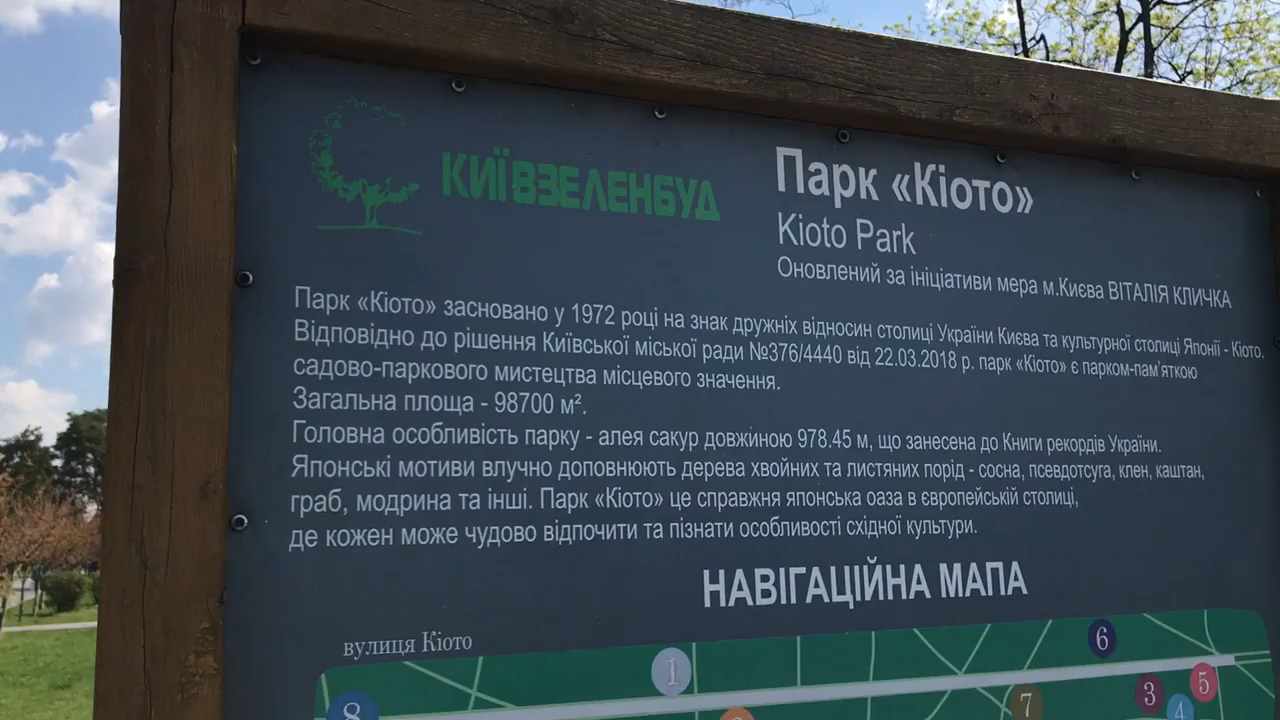 КИЇВЗЕЛЕНБУД
Парк «Кіото»
Kioto Park
Оновлений за ініціативи мера м.Києва ВІТАЛІЯ КЛИЧКА
Парк «Кіото» засновано у 1972 році на знак дружніх відносин столиці України Києва та культурної столиці Японії - Кіото.
Відповідно до рішення Київської міської ради №376/4440 від 22.03.2018 р. парк «Кіото» є парком-пам'яткою
садово-паркового мистецтва місцевого значення.
Загальна площа - 98700 м².
Головна особливість парку - алея сакур довжиною 978.45 м, що занесена до Книги рекордів України.
Японські мотиви влучно доповнюють дерева хвойних та листяних порід - сосна, псевдотсуга, клен, каштан,
граб, модрина та інші. Парк «Кіото» це справжня японська оаза в європейській столиці,
де кожен може чудово відпочити та пізнати особливості східної культури.
НАВІГАЦІЙНА МАПА
вулиця Кіото
6
1
5
3
7
4
8